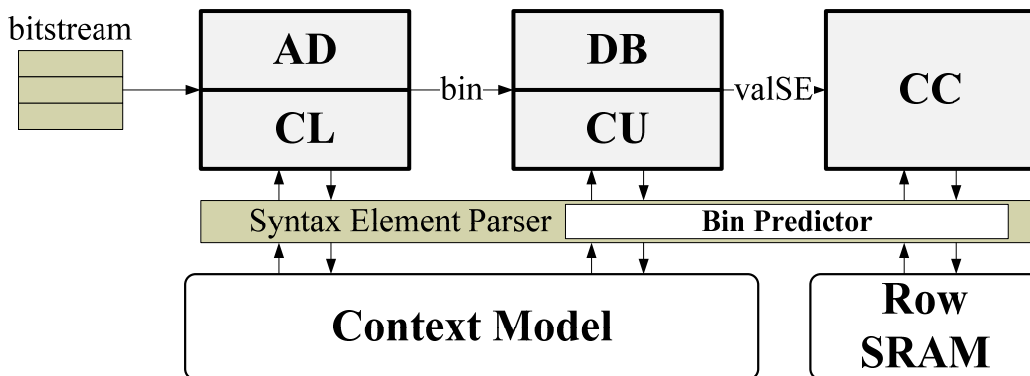 bitstream
AD
CL
bin
DB
CU
valSE
CC
Syntax Element Parser
Bin Predictor
Context Model
Row
SRAM